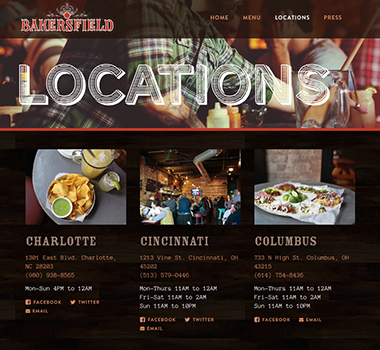 BAKERSFIELD
HOME MENU LOCATIONS PRESS
LOCATIONS
CHARLOTTE
1301 East Blvd. Charlotte,
NC 28203
(980) 938-8565
Mon-Sun 4PM to 12AM
FACEBOOK TWITTER
EMAIL
CINCINNATI
1213 Vine St. Cincinnati, OH
45202
(513) 579-0446
Mon-Thurs 11AM to 12AM
Fri-Sat 11AM to 2AM
Sun 11AM to 10PM
FACEBOOK TWITTER
EMAIL
COLUMBUS
733 N High St. Columbus, OH
43215
(614) 754-8436
Mon-Thurs 11AM to 12AM
Fri-Sat 11AM to 2AM
Sun 11AM to 10PM
FACEBOOK TWITTER
EMAIL